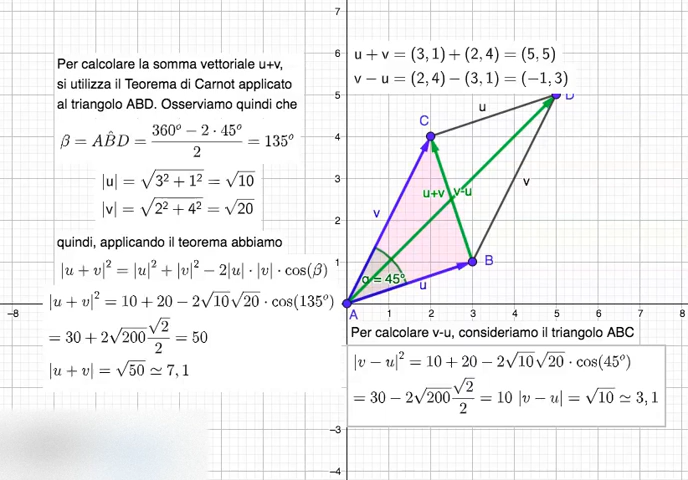 Per calcolare la somma vettoriale u+v,
si utilizza il Teorema di Carnot applicato
al triangolo ABD. Osserviamo quindi che
β = AB̂D = (360° − 2 · 45°)/2 = 135°
|u| = √(3² + 1²) = √10
|v| = √(2² + 4²) = √20
quindi, applicando il teorema abbiamo
|u + v|² = |u|² + |v|² − 2|u| · |v| · cos(β)
|u + v|² = 10 + 20 − 2√10√20 · cos(135°)
= 30 + 2√200 √2/2 = 50
|u + v| = √50 ≃ 7,1
u + v = (3, 1) + (2, 4) = (5, 5)
v − u = (2, 4) − (3, 1) = (−1, 3)
7
6
5
4
3
2
1
−3
−4
−8
1
2
3
4
5
6
7
8
D
u
C
v
u+v
v-u
v
B
α = 45°
u
A
Per calcolare v-u, consideriamo il triangolo ABC
|v − u|² = 10 + 20 − 2√10√20 · cos(45°)
= 30 − 2√200 √2/2 = 10 |v − u| = √10 ≃ 3,1